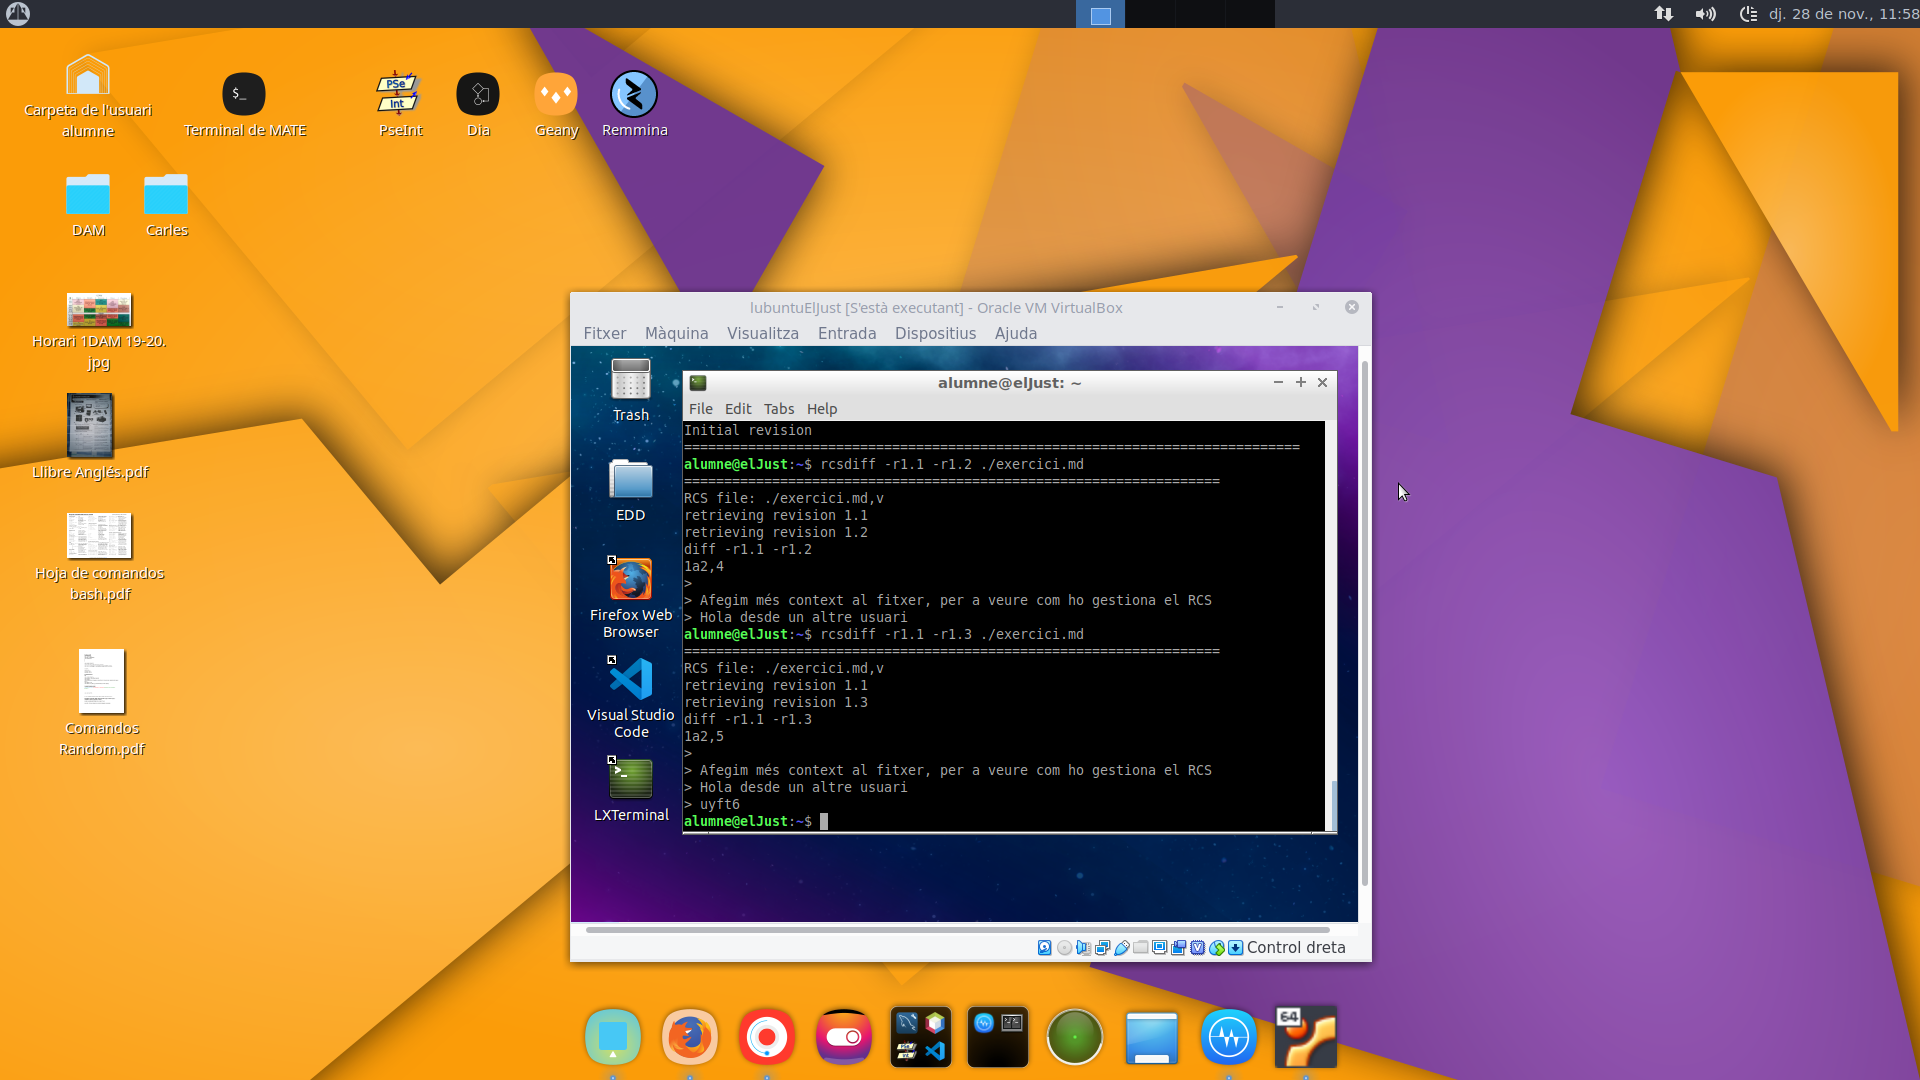 dj. 28 de nov., 11:58
Carpeta de l'usuari
alumne
$_
Terminal de MATE
PSe
Int
PseInt
Dia
Geany
Remmina
DAM
Carles
Horari 1DAM 19-20.
jpg
Llibre Anglés.pdf
Hoja de comandos
bash.pdf
Comandos
Random.pdf
lubuntuElJust [S'està executant] - Oracle VM VirtualBox
Fitxer Màquina Visualitza Entrada Dispositius Ajuda
Trash
EDD
Firefox Web
Browser
Visual Studio
Code
LXTerminal
alumne@elJust: ~
File Edit Tabs Help
Initial revision
=============================================================================
alumne@elJust:~$ rcsdiff -r1.1 -r1.2 ./exercici.md
===================================================================
RCS file: ./exercici.md,v
retrieving revision 1.1
retrieving revision 1.2
diff -r1.1 -r1.2
1a2,4
>
> Afegim més context al fitxer, per a veure com ho gestiona el RCS
> Hola desde un altre usuari
alumne@elJust:~$ rcsdiff -r1.1 -r1.3 ./exercici.md
===================================================================
RCS file: ./exercici.md,v
retrieving revision 1.1
retrieving revision 1.3
diff -r1.1 -r1.3
1a2,5
>
> Afegim més context al fitxer, per a veure com ho gestiona el RCS
> Hola desde un altre usuari
> uyft6
alumne@elJust:~$
Control dreta
64